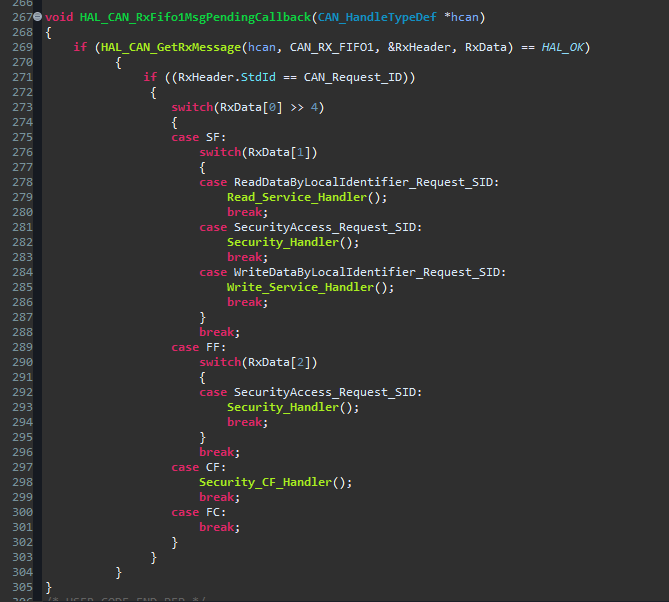 266
267 void HAL_CAN_RxFifo1MsgPendingCallback(CAN_HandleTypeDef *hcan)
268 {
269 if (HAL_CAN_GetRxMessage(hcan, CAN_RX_FIFO1, &RxHeader, RxData) == HAL_OK)
270 {
271 if ((RxHeader.StdId == CAN_Request_ID))
272 {
273 switch(RxData[0] >> 4)
274 {
275 case SF:
276 switch(RxData[1])
277 {
278 case ReadDataByLocalIdentifier_Request_SID:
279 Read_Service_Handler();
280 break;
281 case SecurityAccess_Request_SID:
282 Security_Handler();
283 break;
284 case WriteDataByLocalIdentifier_Request_SID:
285 Write_Service_Handler();
286 break;
287 }
288 break;
289 case FF:
290 switch(RxData[2])
291 {
292 case SecurityAccess_Request_SID:
293 Security_Handler();
294 break;
295 }
296 break;
297 case CF:
298 Security_CF_Handler();
299 break;
300 case FC:
301 break;
302 }
303 }
304 }
305 }
306 /* USER CODE END PFP */